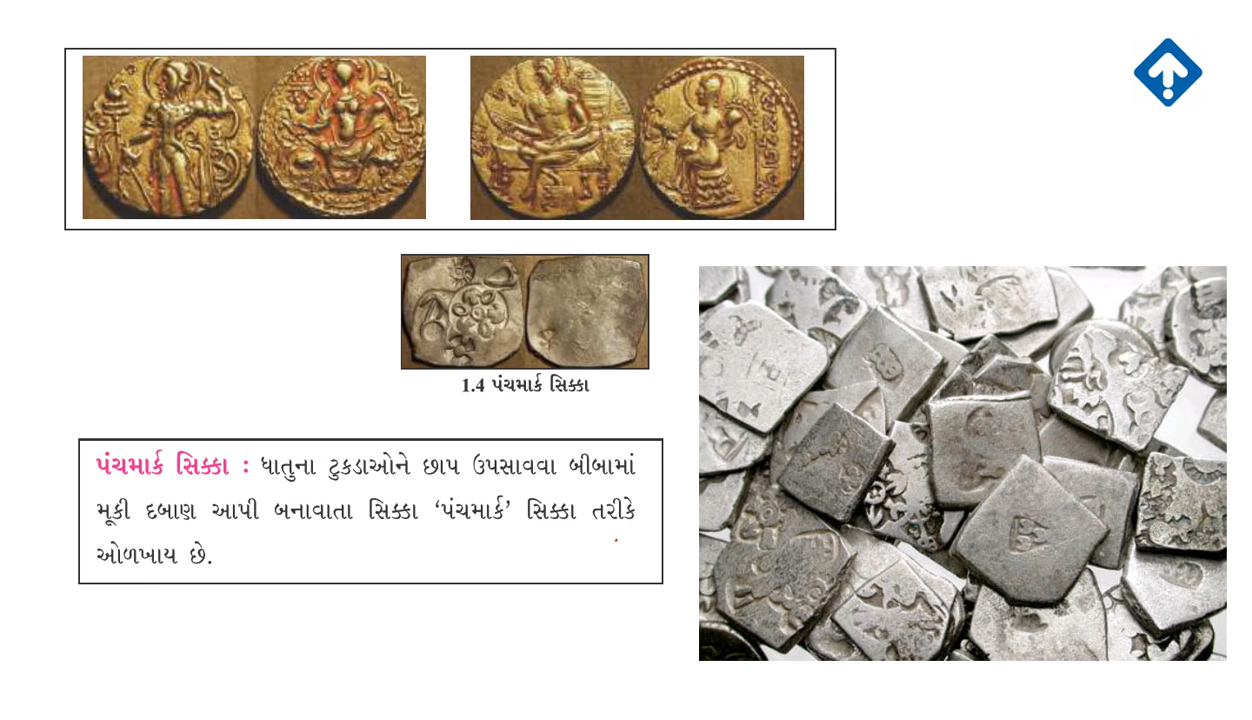 1.4 પંચમાર્ક સિક્કા
પંચમાર્ક સિક્કા : ધાતુના ટુકડાઓને છાપ ઉપસાવવા બીબામાં
મૂકી દબાણ આપી બનાવાતા સિક્કા ‘પંચમાર્ક’ સિક્કા તરીકે
ઓળખાય છે.